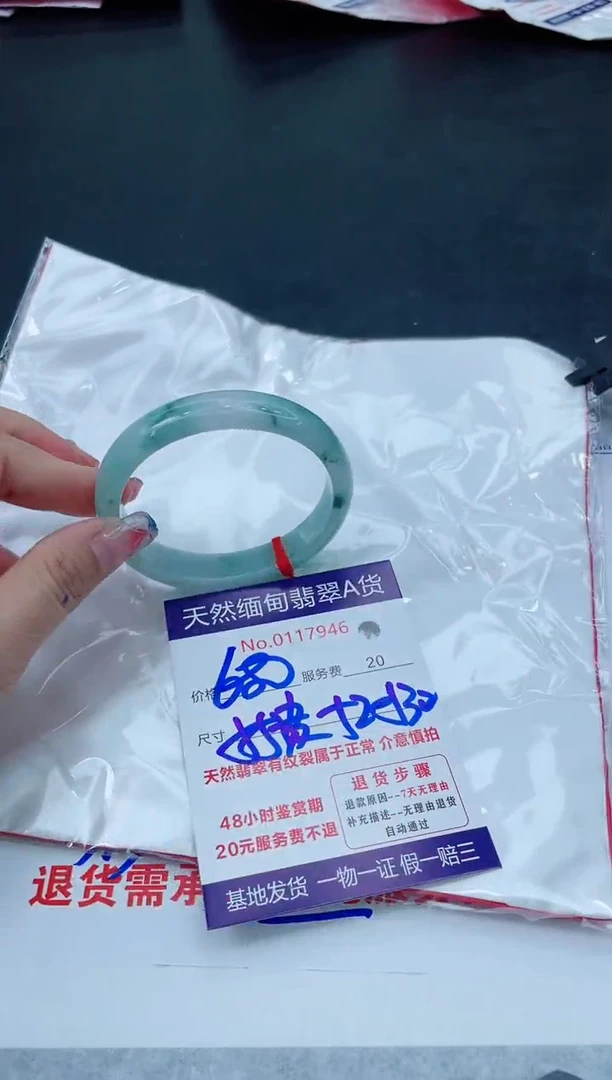 天然缅甸翡翠A货
No.0117946
价格 680 服务费 20
尺寸
天然翡翠有纹裂属于正常 介意慎拍
48小时鉴赏期
20元服务费不退
退货步骤
退款原因--7天无理由
补充描述--无理由退货
自动通过
基地发货 一物一证 假一赔三
退货需承